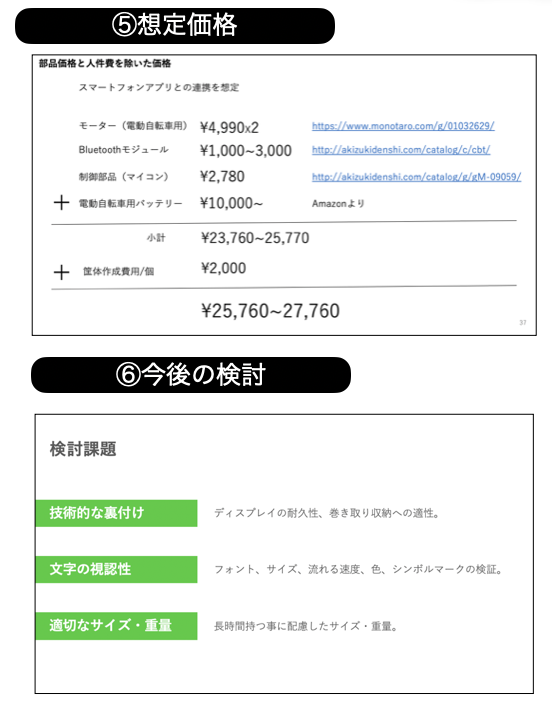 ⑤想定価格
部品価格と人件費を除いた価格
スマートフォンアプリとの連携を想定
モーター（電動自転車用） ¥4,990x2 https://www.monotaro.com/g/01032629/
Bluetoothモジュール ¥1,000~3,000 http://akizukidenshi.com/catalog/c/cbt/
制御部品（マイコン） ¥2,780 http://akizukidenshi.com/catalog/g/gM-09059/
＋ 電動自転車用バッテリー ¥10,000~ Amazonより
小計 ¥23,760~25,770
＋ 筐体作成費用/個 ¥2,000
¥25,760~27,760
37
⑥今後の検討
検討課題
技術的な裏付け ディスプレイの耐久性、巻き取り収納への適性。
文字の視認性 フォント、サイズ、流れる速度、色、シンボルマークの検証。
適切なサイズ・重量 長時間持つ事に配慮したサイズ・重量。